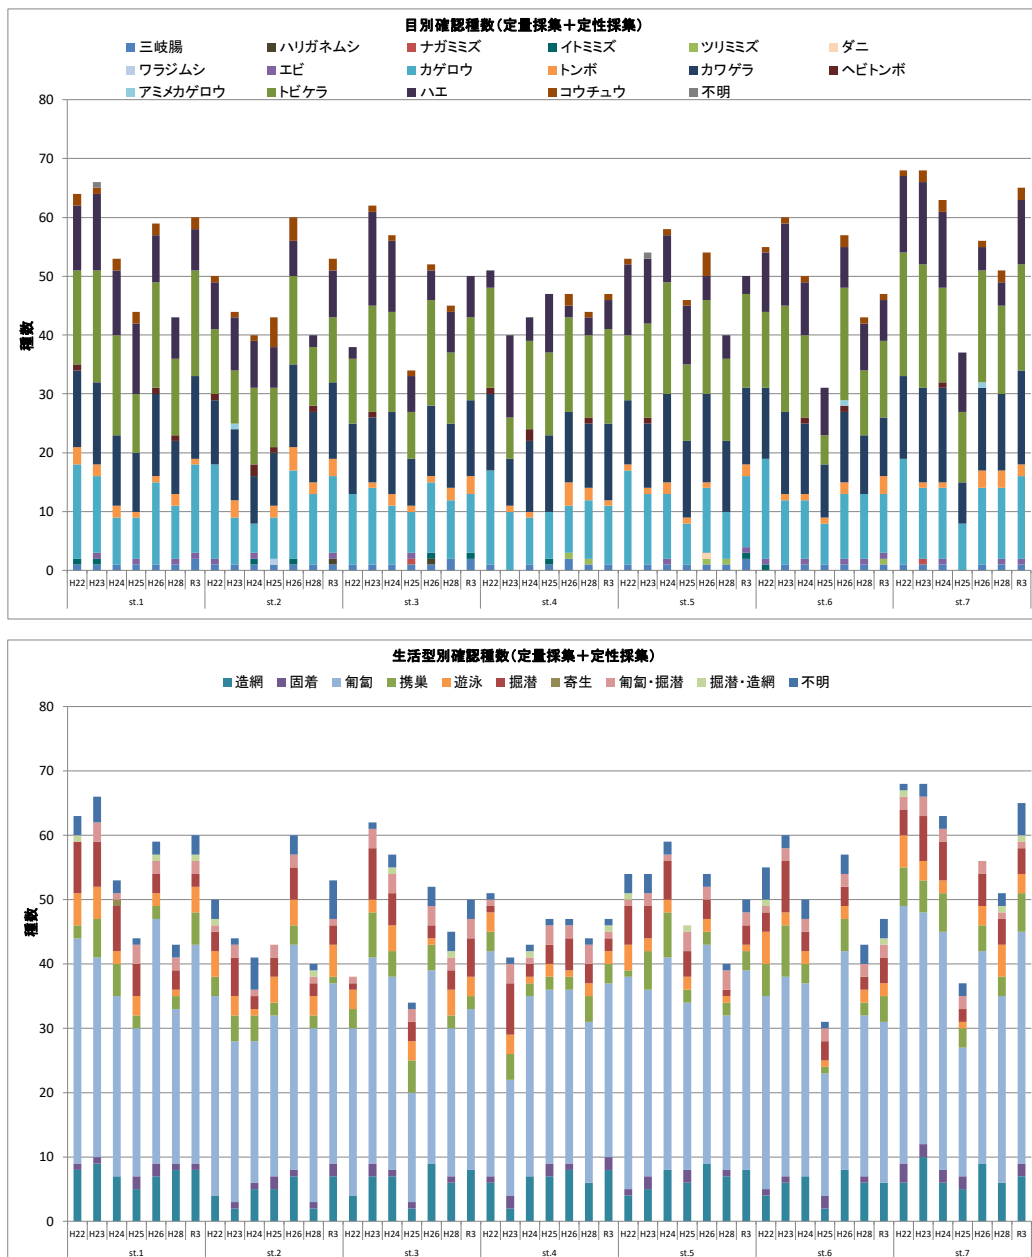 目別確認種数(定量採集+定性採集)
三岐腸 ハリガネムシ ナガミミズ イトミミズ ツリミミズ ダニ
ワラジムシ エビ カゲロウ トンボ カワゲラ ヘビトンボ
アミメカゲロウ トビケラ ハエ コウチュウ 不明
80
70
60
50
40
30
20
10
0
種数
H22 H23 H24 H25 H26 H28 R3 H22 H23 H24 H25 H26 H28 R3 H22 H23 H24 H25 H26 H28 R3 H22 H23 H24 H25 H26 H28 R3 H22 H23 H24 H25 H26 H28 R3 H22 H23 H24 H25 H26 H28 R3 H22 H23 H24 H25 H26 H28 R3
st.1 st.2 st.3 st.4 st.5 st.6 st.7
生活型別確認種数(定量採集+定性採集)
造網 固着 匍匐 携巣 遊泳 掘潜 寄生 匍匐・掘潜 掘潜・造網 不明
80
70
60
50
40
30
20
10
0
種数
H22 H23 H24 H25 H26 H28 R3 H22 H23 H24 H25 H26 H28 R3 H22 H23 H24 H25 H26 H28 R3 H22 H23 H24 H25 H26 H28 R3 H22 H23 H24 H25 H26 H28 R3 H22 H23 H24 H25 H26 H28 R3 H22 H23 H24 H25 H26 H28 R3
st.1 st.2 st.3 st.4 st.5 st.6 st.7